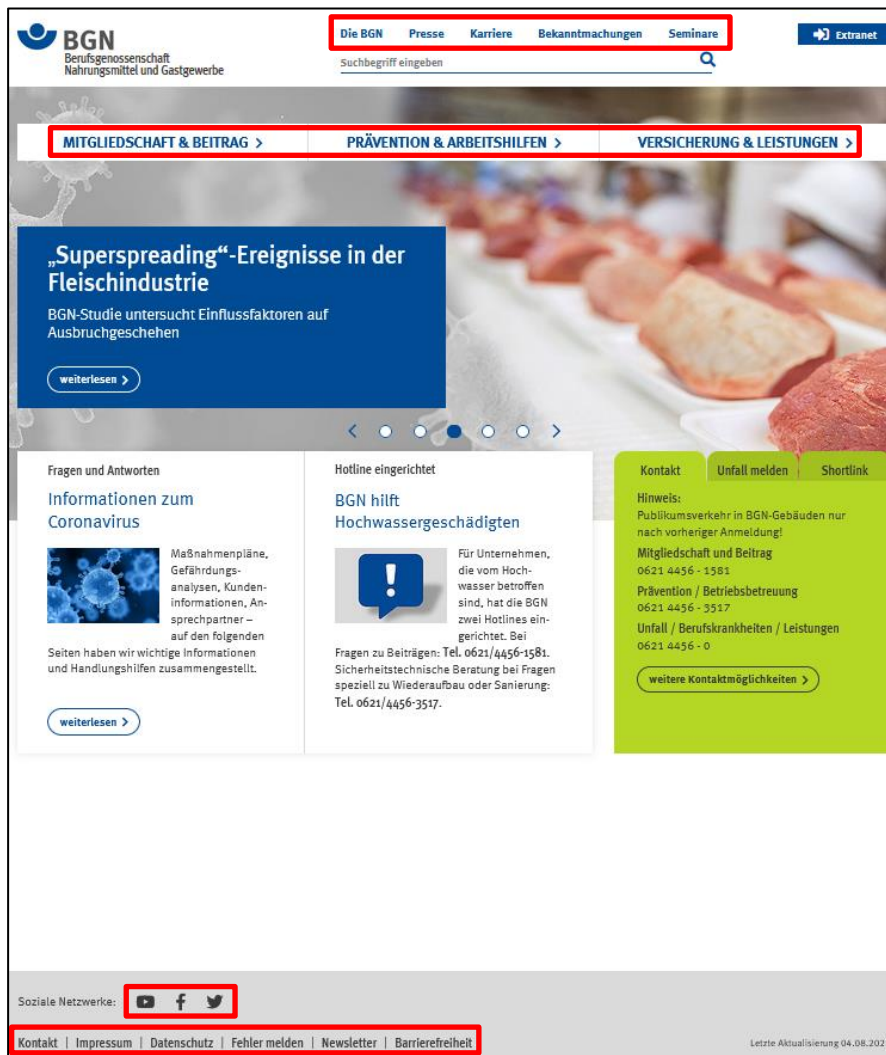 BGN
Berufsgenossenschaft
Nahrungsmittel und Gastgewerbe
Die BGN Presse Karriere Bekanntmachungen Seminare
Extranet
Suchbegriff eingeben
MITGLIEDSCHAFT & BEITRAG > PRÄVENTION & ARBEITSHILFEN > VERSICHERUNG & LEISTUNGEN >
„Superspreading“-Ereignisse in der
Fleischindustrie
BGN-Studie untersucht Einflussfaktoren auf
Ausbruchgeschehen
weiterlesen >
Fragen und Antworten
Informationen zum
Coronavirus
Maßnahmenpläne,
Gefährdungs-
analysen, Kunden-
informationen, An-
sprechpartner –
auf den folgenden
Seiten haben wir wichtige Informationen
und Handlungshilfen zusammengestellt.
weiterlesen >
Hotline eingerichtet
BGN hilft
Hochwassergeschädigten
Für Unternehmen,
die vom Hoch-
wasser betroffen
sind, hat die BGN
zwei Hotlines ein-
gerichtet. Bei
Fragen zu Beiträgen: Tel. 0621/4456-1581.
Sicherheitstechnische Beratung bei Fragen
speziell zu Wiederaufbau oder Sanierung:
Tel. 0621/4456-3517.
Kontakt Unfall melden Shortlink
Hinweis:
Publikumsverkehr in BGN-Gebäuden nur
nach vorheriger Anmeldung!
Mitgliedschaft und Beitrag
0621 4456 - 1581
Prävention / Betriebsbetreuung
0621 4456 - 3517
Unfall / Berufskrankheiten / Leistungen
0621 4456 - 0
weitere Kontaktmöglichkeiten >
Soziale Netzwerke:
Kontakt | Impressum | Datenschutz | Fehler melden | Newsletter | Barrierefreiheit
Letzte Aktualisierung 04.08.202